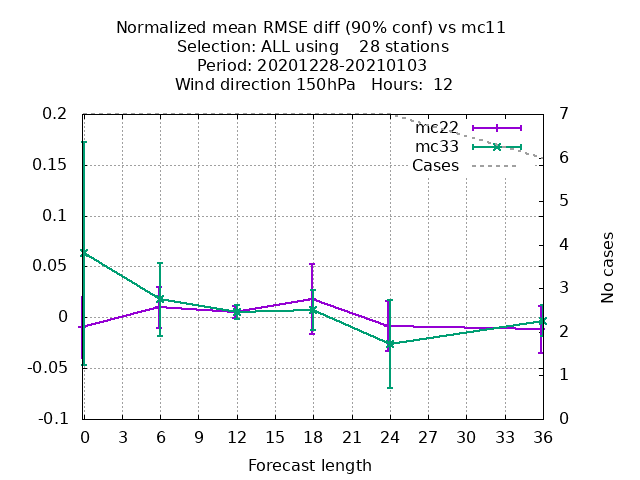 Normalized mean RMSE diff (90% conf) vs mc11
Selection: ALL using    28 stations
Period: 20201228-20210103
Wind direction 150hPa   Hours:  12
mc22
mc33
Cases
0.2
0.15
0.1
0.05
0
-0.05
-0.1
7
6
5
4
3
2
1
0
No cases
0 3 6 9 12 15 18 21 24 27 30 33 36
Forecast length